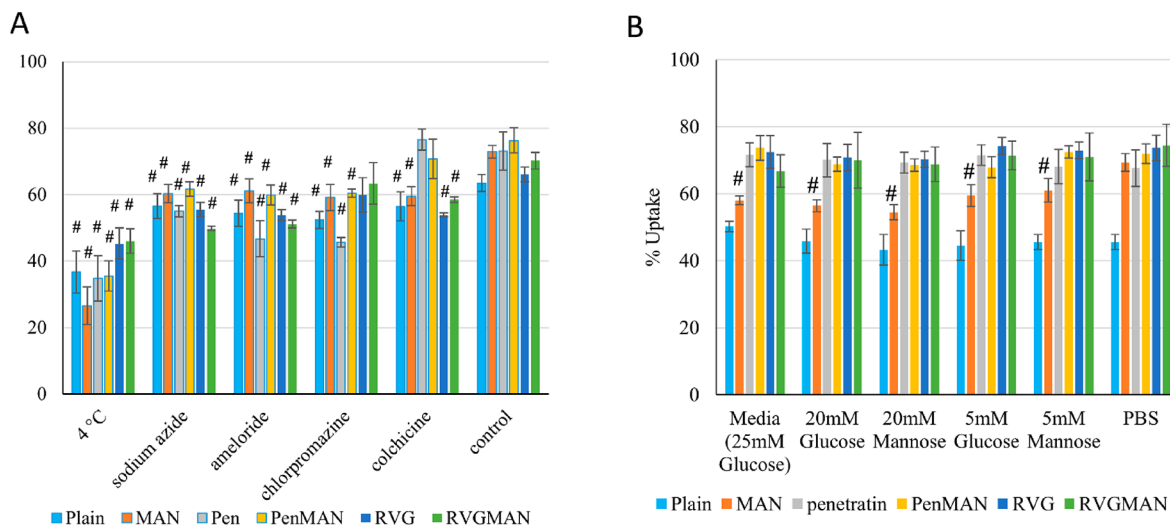 A
100
80
60
40
20
0
# # # # # #
# # # # # #
# # # # # #
# # # #
# # # #
4 °C
sodium azide
ameloride
chlorpromazine
colchicine
control
Plain MAN Pen PenMAN RVG RVGMAN
B
% Uptake
100
80
60
40
20
0
# # # # #
Media (25mM Glucose)
20mM Glucose
20mM Mannose
5mM Glucose
5mM Mannose
PBS
Plain MAN penetratin PenMAN RVG RVGMAN